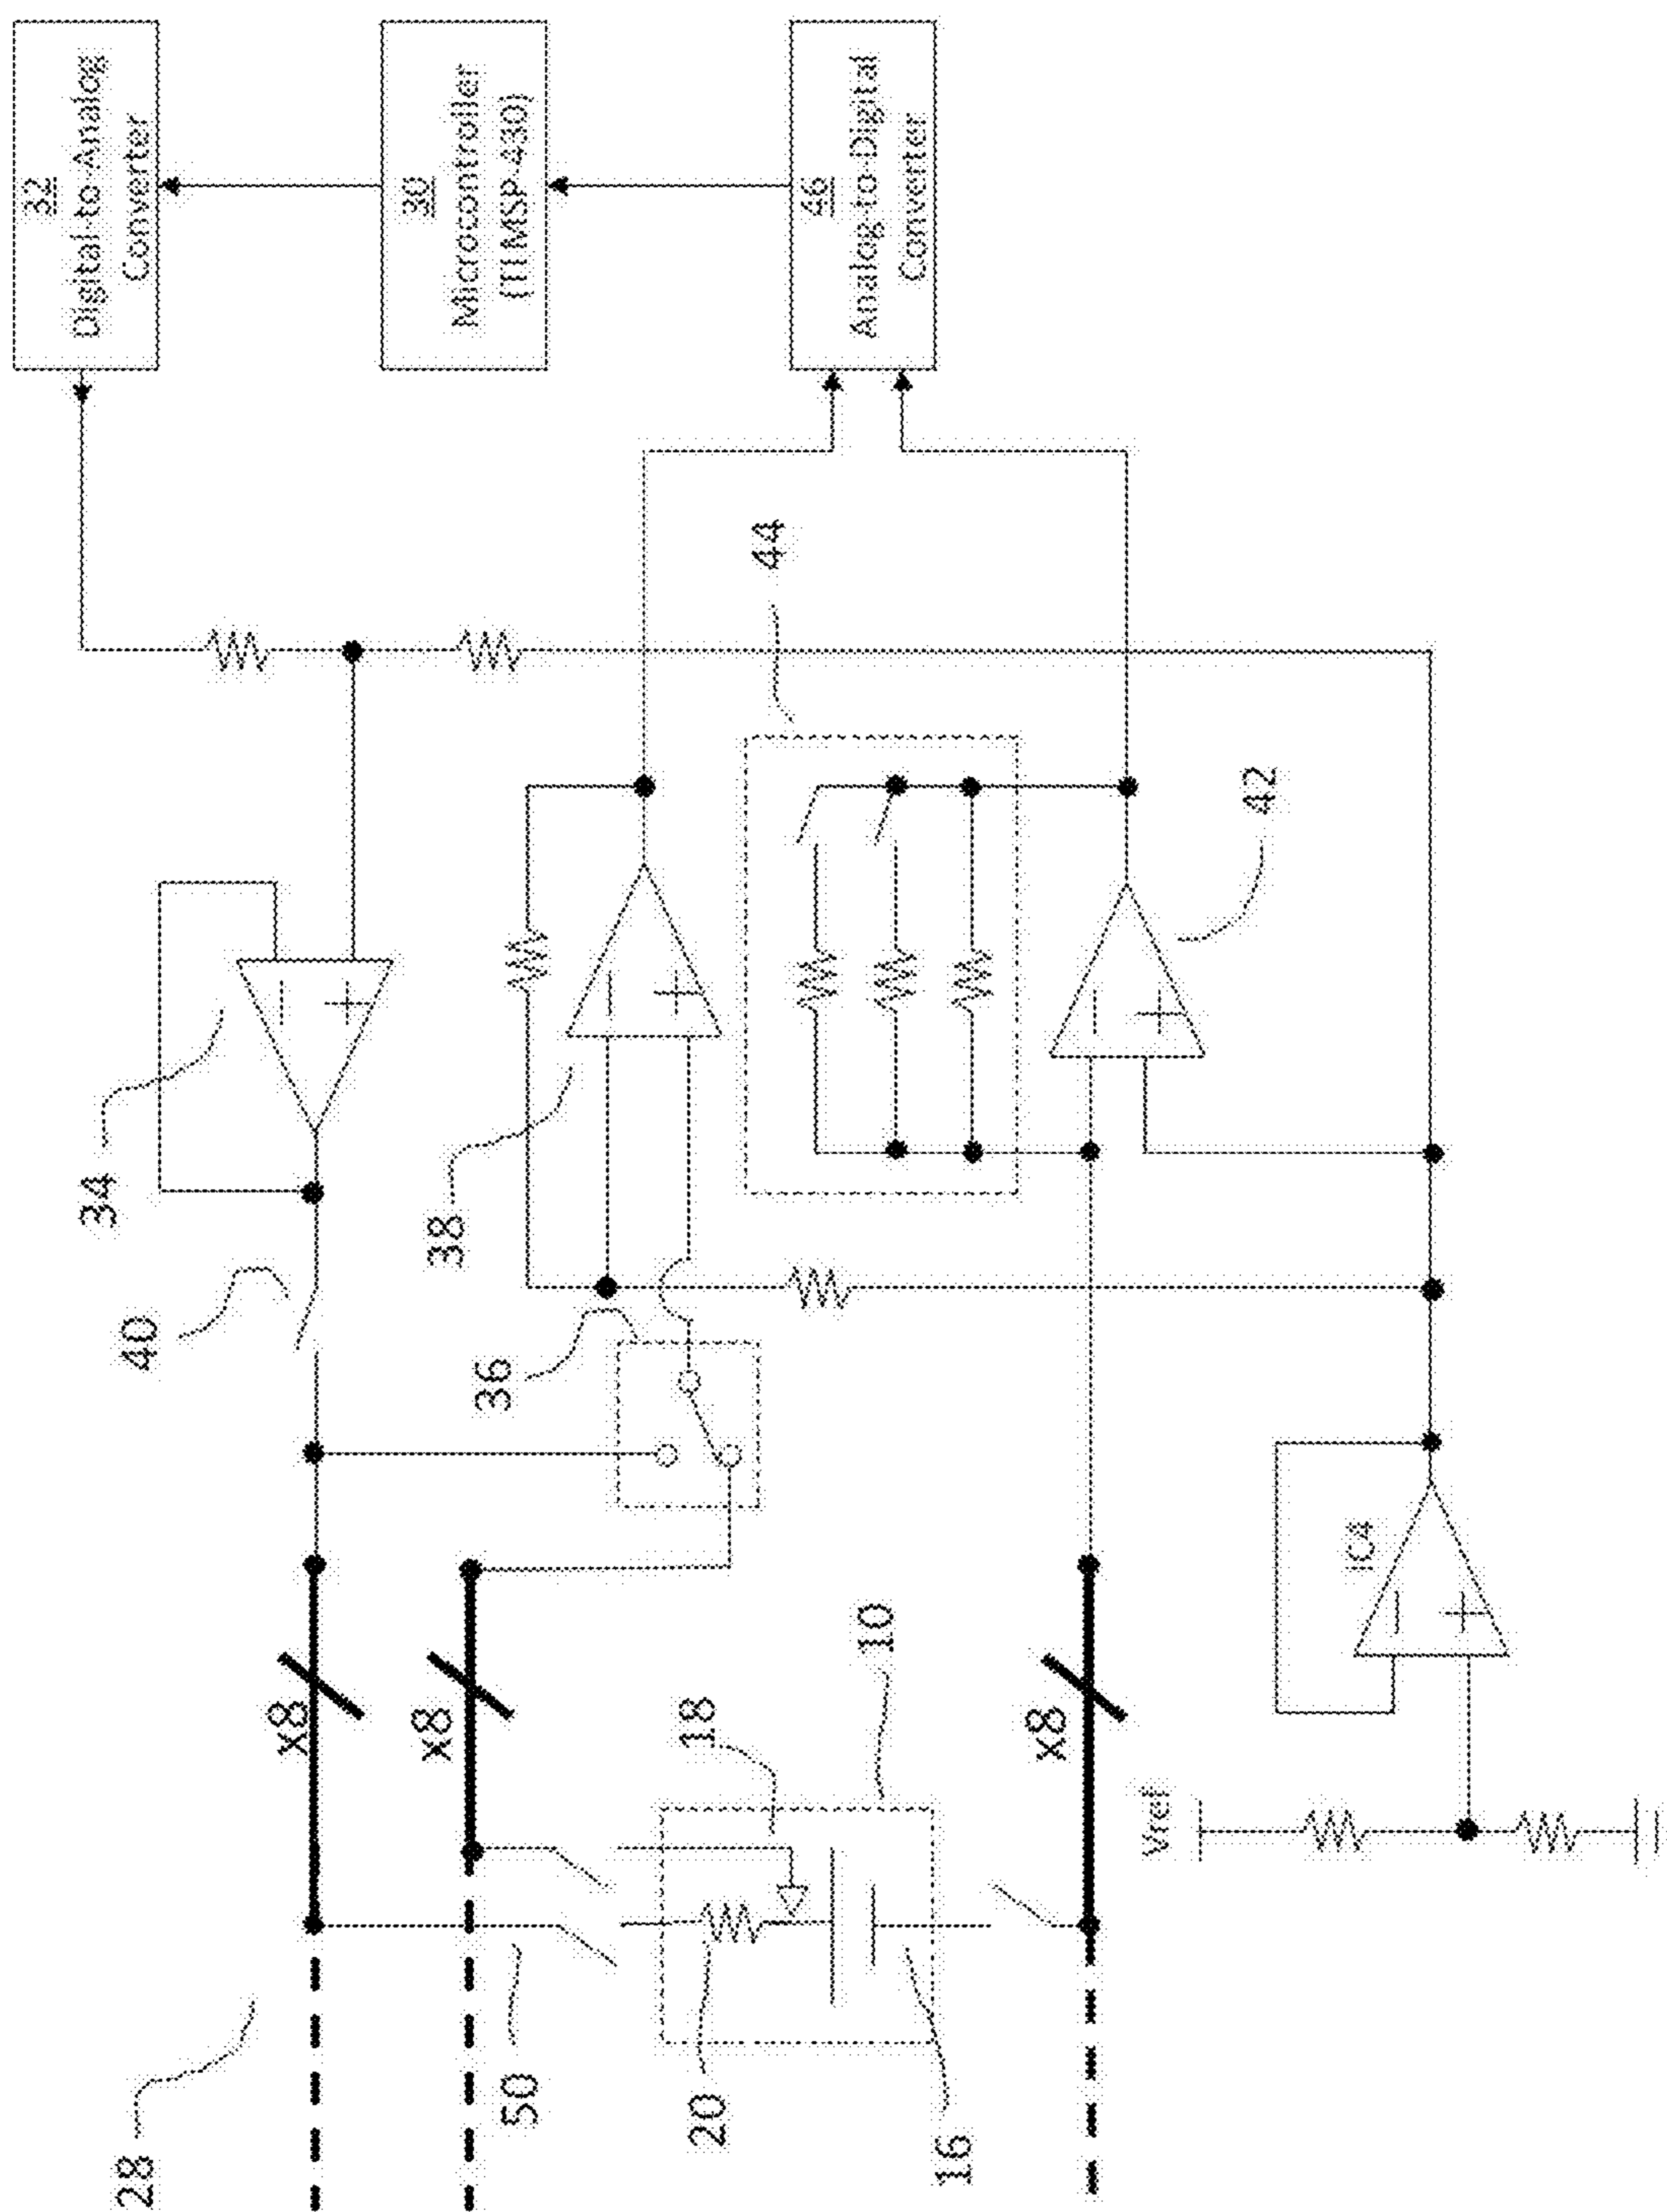 32
Digital-to-Analog
Converter
30
Microcontroller
(TI MSP-430)
46
Analog-to-Digital
Converter
44
34
40
38
36
42
x8
x8
x8
28
50
20
18
10
16
Vref
IC4